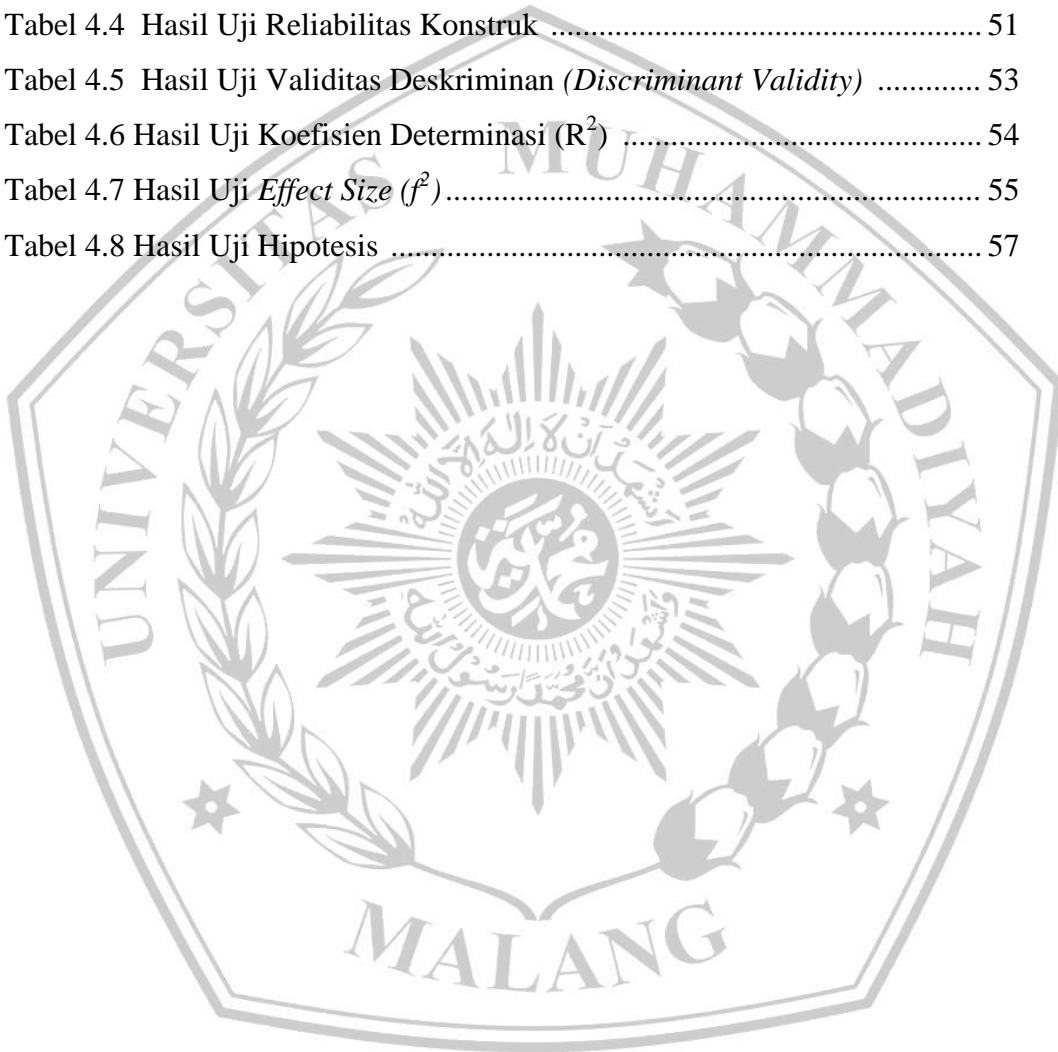 Tabel 4.4  Hasil Uji Reliabilitas Konstruk ................................................... 51
Tabel 4.5  Hasil Uji Validitas Deskriminan (Discriminant Validity) ............. 53
Tabel 4.6 Hasil Uji Koefisien Determinasi (R²) .......................................... 54
Tabel 4.7 Hasil Uji Effect Size (f²) ............................................................... 55
Tabel 4.8 Hasil Uji Hipotesis ...................................................................... 57
UNIVERSITAS MUHAMMADIYAH
MALANG